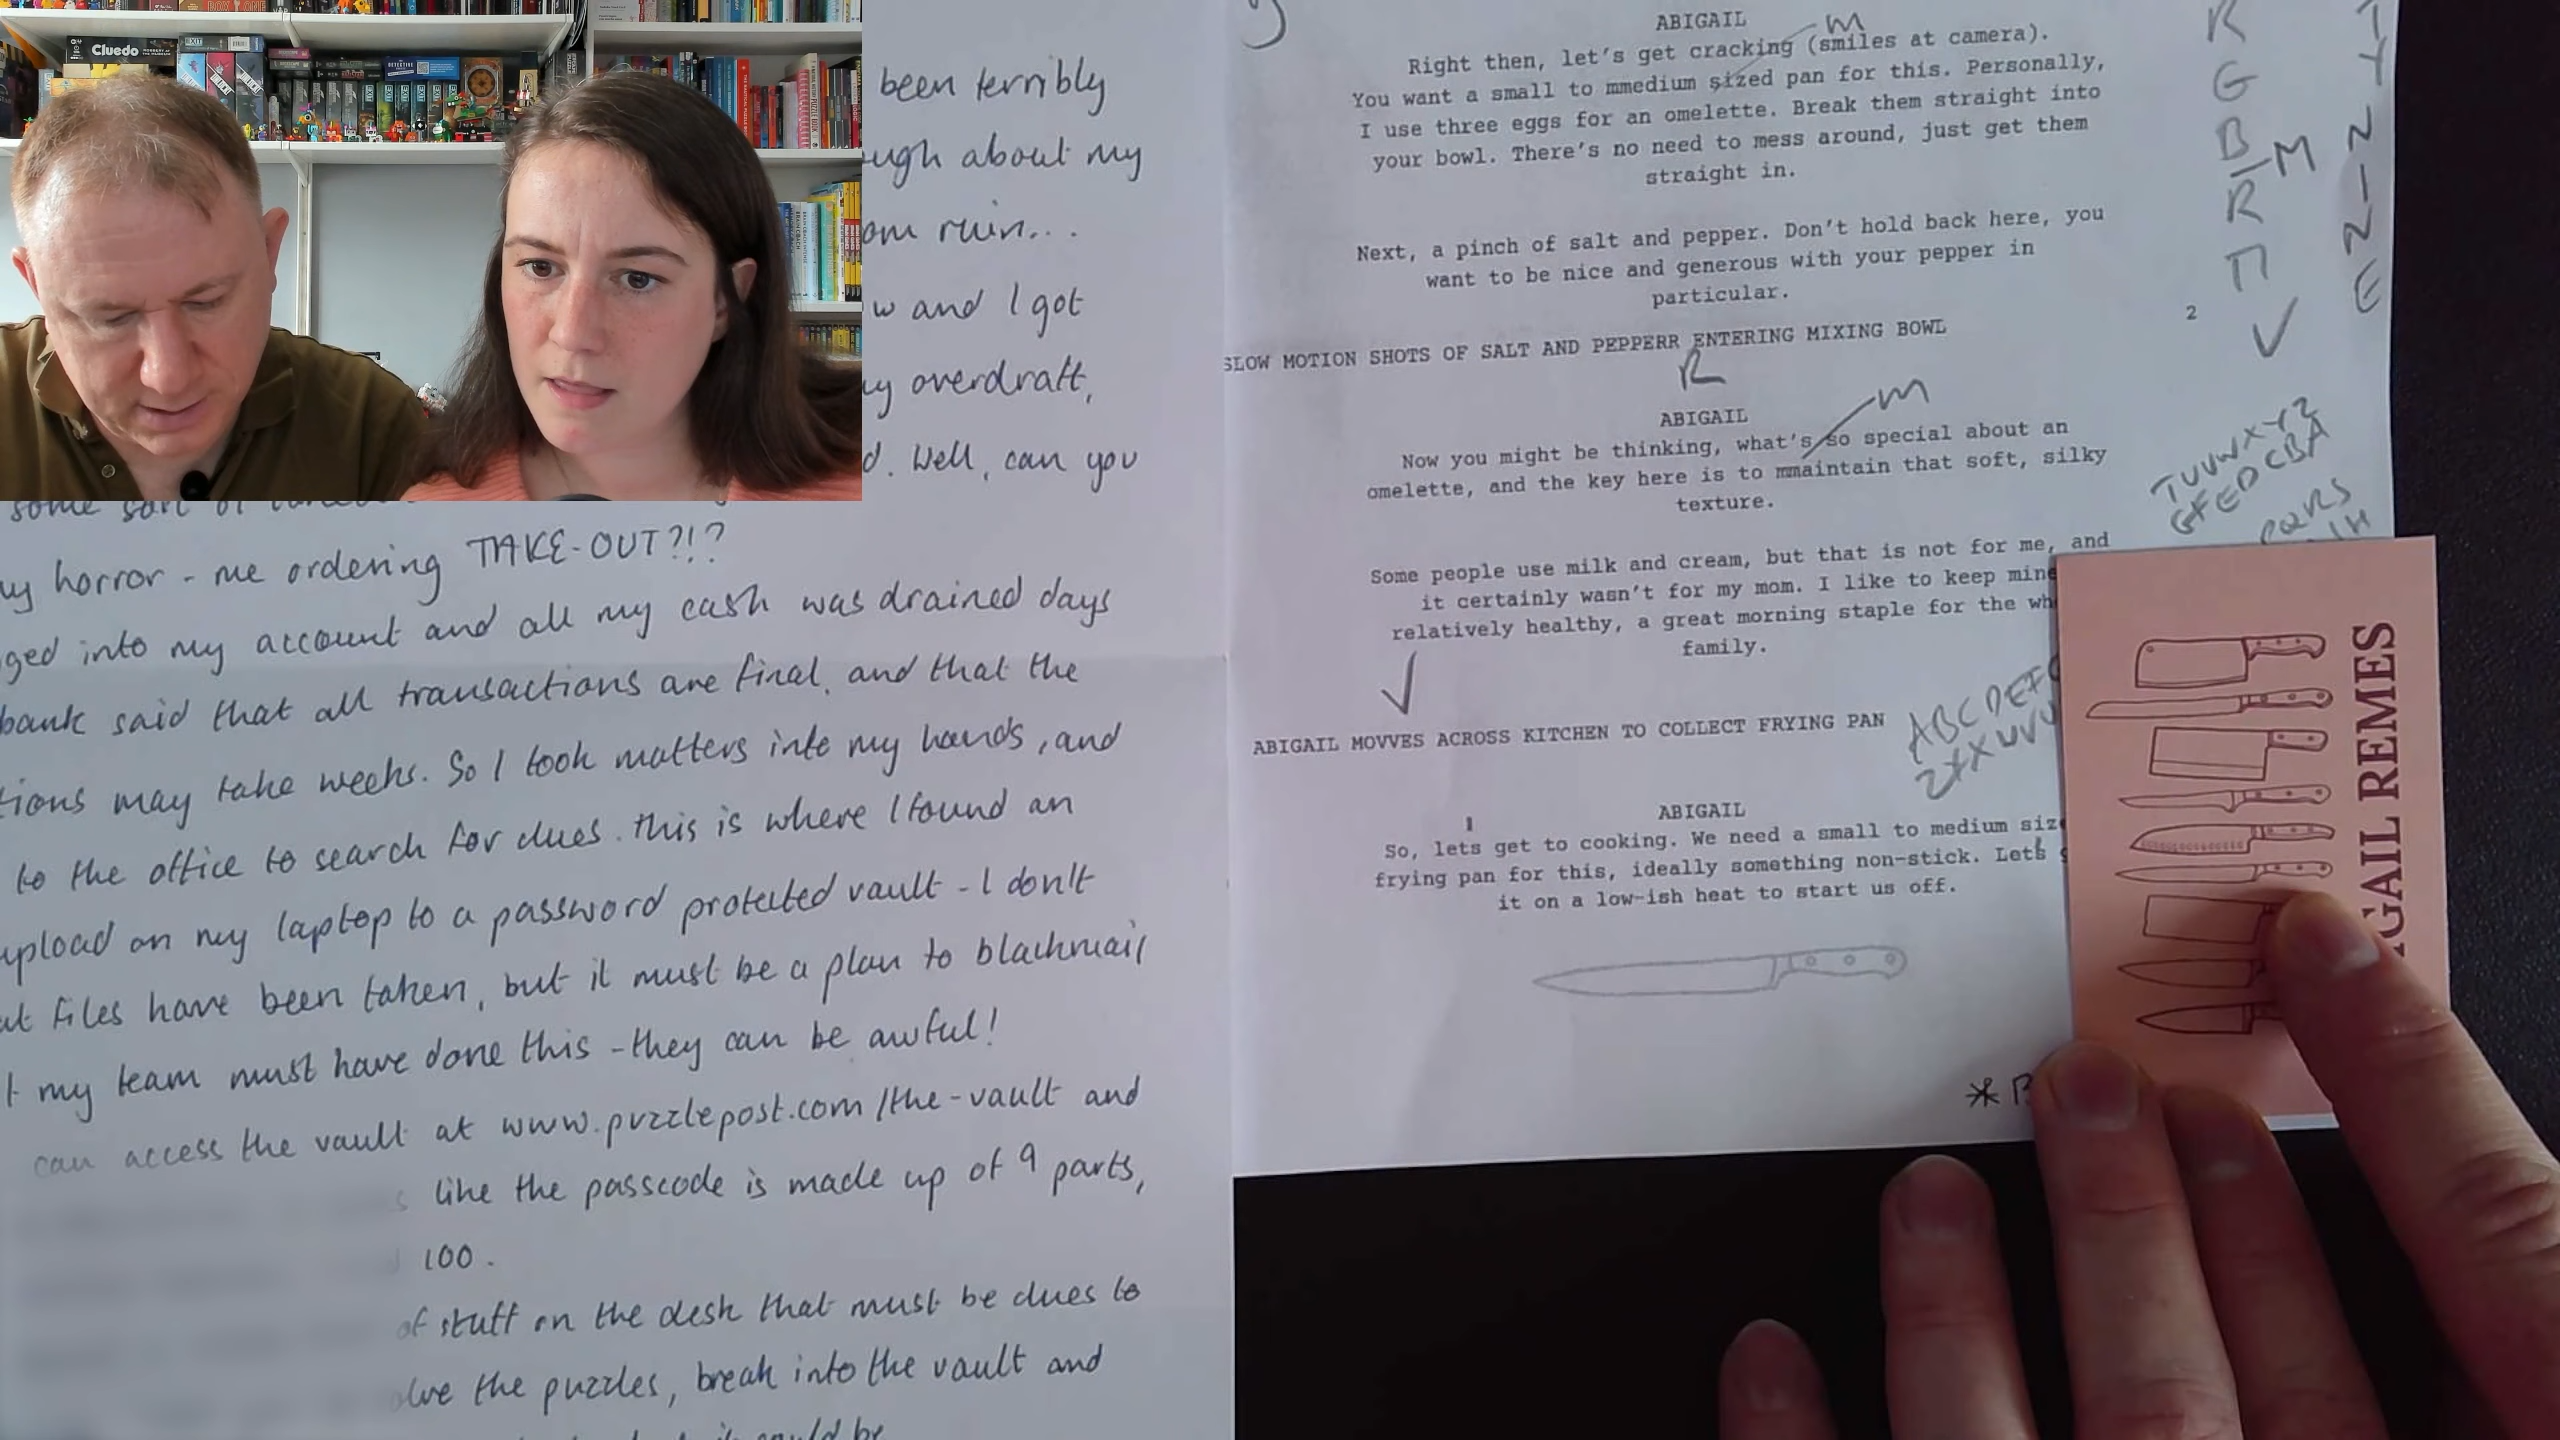 BOX ONE
Cluedo
EXIT
been terribly
ugh about my
om ruin...
w and I got
y overdraft,
d. Well, can you
some sort of
my horror - me ordering TAKE-OUT?!?
ged into my account and all my cash was drained days
bank said that all transactions are final, and that the
tions may take weeks. So I took matters into my hands, and
to the office to search for clues. this is where I found an
upload on my laptop to a password protected vault - I don't
at files have been taken, but it must be a plan to blackmail
t my team must have done this - they can be awful!
can access the vault at www.puzzlepost.com/the-vault and
s like the passcode is made up of 9 parts,
100.
of stuff on the desk that must be clues to
olve the puzzles, break into the vault and
it could be
ABIGAIL
m
Right then, let's get cracking (smiles at camera).
You want a small to mmedium sized pan for this. Personally,
I use three eggs for an omelette. Break them straight into
your bowl. There's no need to mess around, just get them
straight in.
Next, a pinch of salt and pepper. Don't hold back here, you
want to be nice and generous with your pepper in
particular.
2
SLOW MOTION SHOTS OF SALT AND PEPPERR ENTERING MIXING BOWL
R
m
ABIGAIL
Now you might be thinking, what's so special about an
omelette, and the key here is to mmaintain that soft, silky
texture.
Some people use milk and cream, but that is not for me, and
it certainly wasn't for my mom. I like to keep mine
relatively healthy, a great morning staple for the wh
family.
V
ABIGAIL MOVVES ACROSS KITCHEN TO COLLECT FRYING PAN
ABIGAIL
So, lets get to cooking. We need a small to medium siz
frying pan for this, ideally something non-stick. Lets
it on a low-ish heat to start us off.
R
G
B M
R
V
Y
N
I
N
E
TUVWXYZ
GFEDCBA
PQRS
IH
ABCDEF
ZYXWVU
IGAIL REMES